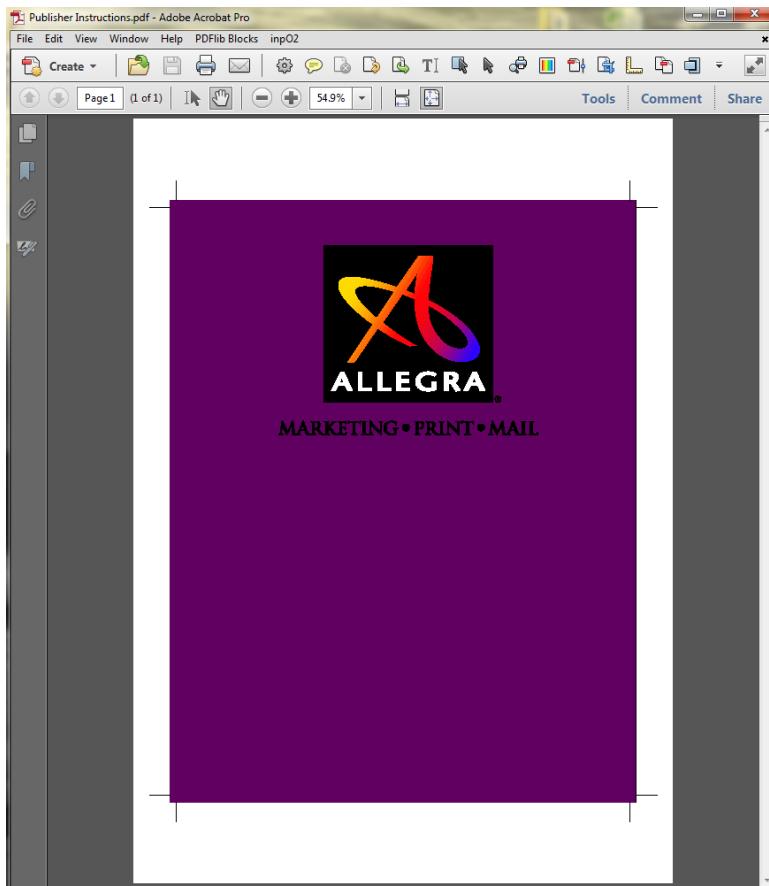 Publisher Instructions.pdf - Adobe Acrobat Pro
File Edit View Window Help PDFlib Blocks inpO2
Create
Page 1 (1 of 1) 54.9% Tools Comment Share
ALLEGRA®
MARKETING • PRINT • MAIL